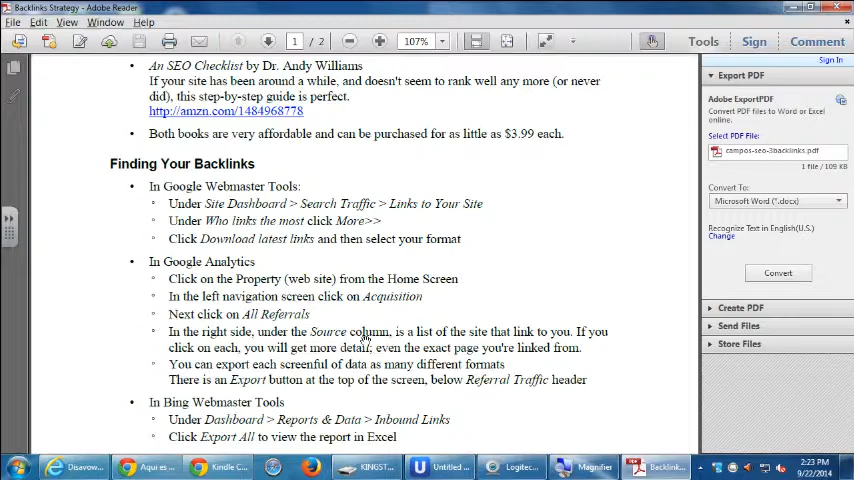 Backlinks Strategy - Adobe Reader
File Edit View Window Help
1 / 2 107% Tools Sign Comment
Sign In
• An SEO Checklist by Dr. Andy Williams
If your site has been around a while, and doesn't seem to rank well any more (or never
did), this step-by-step guide is perfect.
http://amzn.com/1484968778
• Both books are very affordable and can be purchased for as little as $3.99 each.
Finding Your Backlinks
• In Google Webmaster Tools:
◦ Under Site Dashboard > Search Traffic > Links to Your Site
◦ Under Who links the most click More>>
◦ Click Download latest links and then select your format
• In Google Analytics
◦ Click on the Property (web site) from the Home Screen
◦ In the left navigation screen click on Acquisition
◦ Next click on All Referrals
◦ In the right side, under the Source column, is a list of the site that link to you. If you
click on each, you will get more detail; even the exact page you're linked from.
◦ You can export each screenful of data as many different formats
There is an Export button at the top of the screen, below Referral Traffic header
• In Bing Webmaster Tools
◦ Under Dashboard > Reports & Data > Inbound Links
◦ Click Export All to view the report in Excel
Export PDF
Adobe ExportPDF
Convert PDF files to Word or Excel
online.
Select PDF File:
campos-seo-3backlinks.pdf
1 file / 109 KB
Convert To:
Microsoft Word (*.docx)
Recognize Text in English(U.S.)
Change
Convert
Create PDF
Send Files
Store Files
Disavow... Aqui es ... Kindle C... KINGST... Untitled ... Logitec... Magnifier Backlink...
2:23 PM
9/22/2014